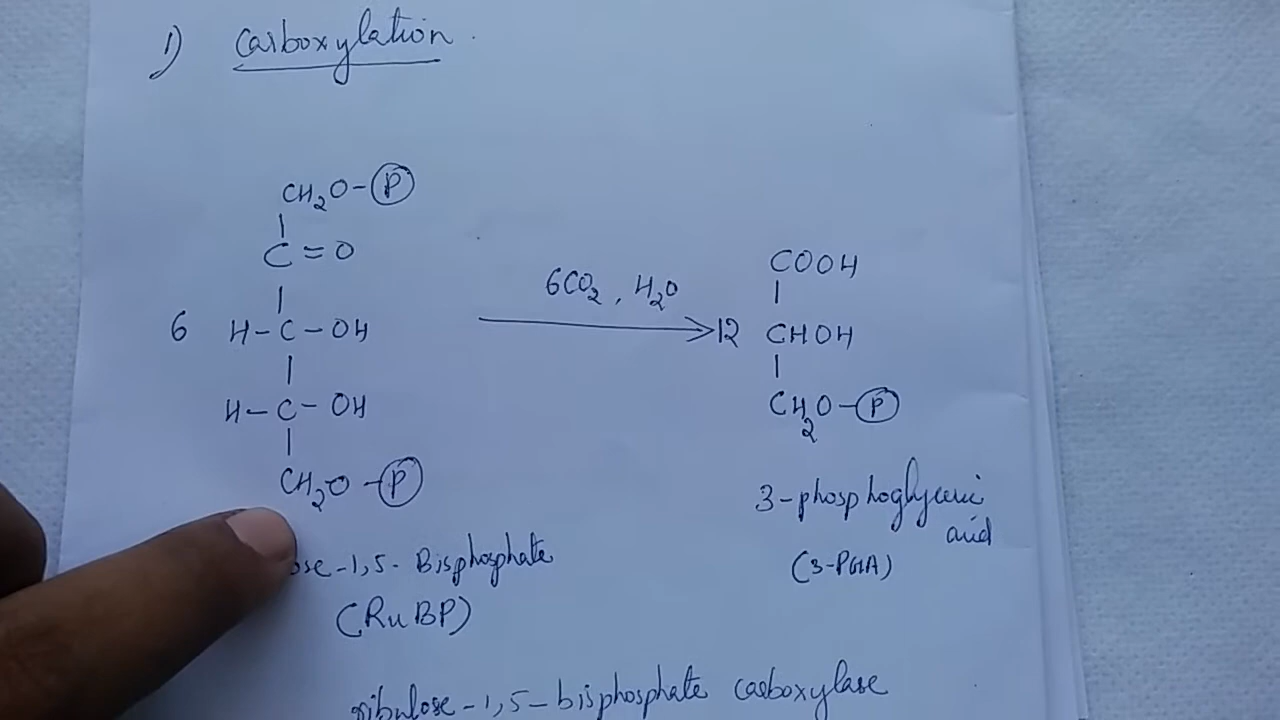 1) Carboxylation.
CH2O-P
C=O
6CO2, H2O
COOH
6 H-C-OH
12 CHOH
H-C-OH
CH2O-P
CH2O-P
3-phosphoglyceric
acid
-1,5-Bisphosphate
(3-PGA)
(RuBP)
ribulose-1,5-bisphosphate carboxylase